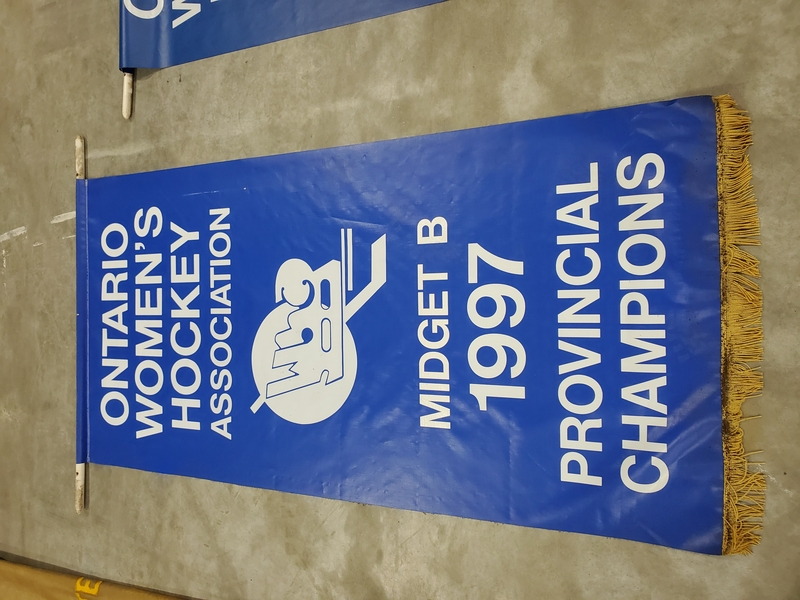 ONTARIO
WOMEN'S
HOCKEY
ASSOCIATION
MIDGET B
1997
PROVINCIAL
CHAMPIONS